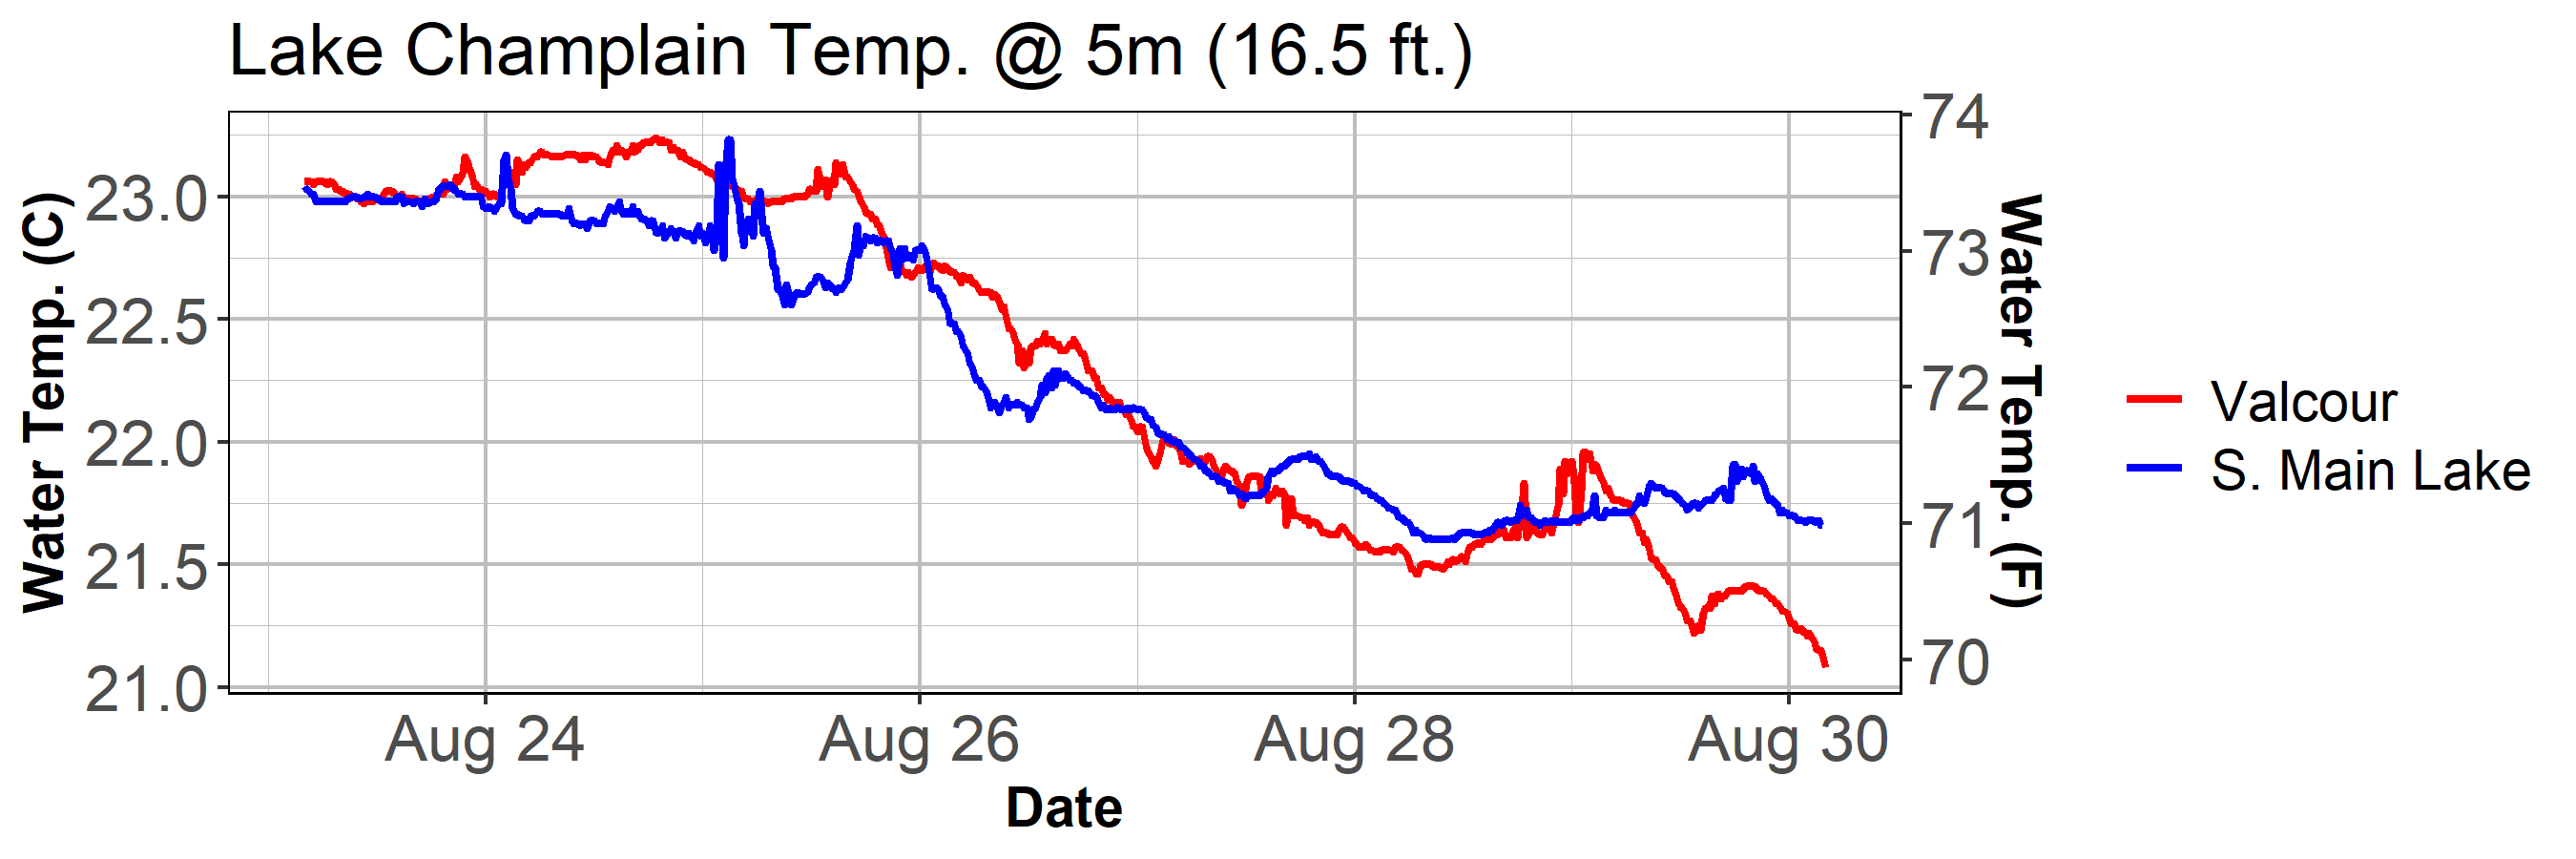 Lake Champlain Temp. @ 5m (16.5 ft.)
Water Temp. (C)
23.0
22.5
22.0
21.5
21.0
74
73
72
71
70
Water Temp. (F)
Aug 24
Aug 26
Aug 28
Aug 30
Date
Valcour
S. Main Lake